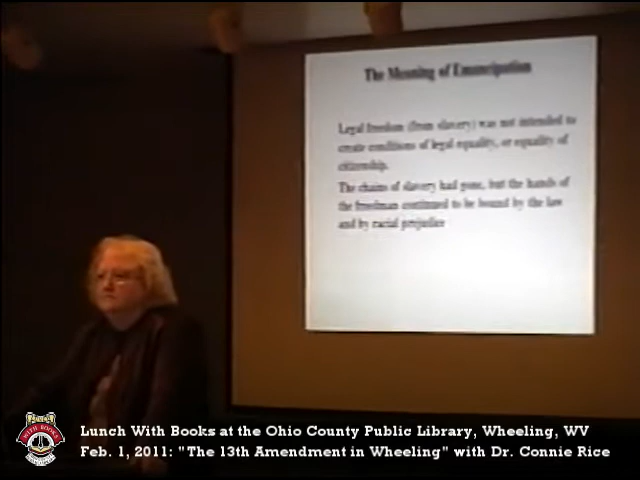 The Meaning of Emancipation
Legal freedom (from slavery) was not intended to
create conditions of legal equality, or equality of
citizenship.
The chains of slavery had gone, but the hands of
the freedman continued to be bound by the law
and by racial prejudice
WITH BOOKS
Lunch With Books at the Ohio County Public Library, Wheeling, WV
Feb. 1, 2011: "The 13th Amendment in Wheeling" with Dr. Connie Rice